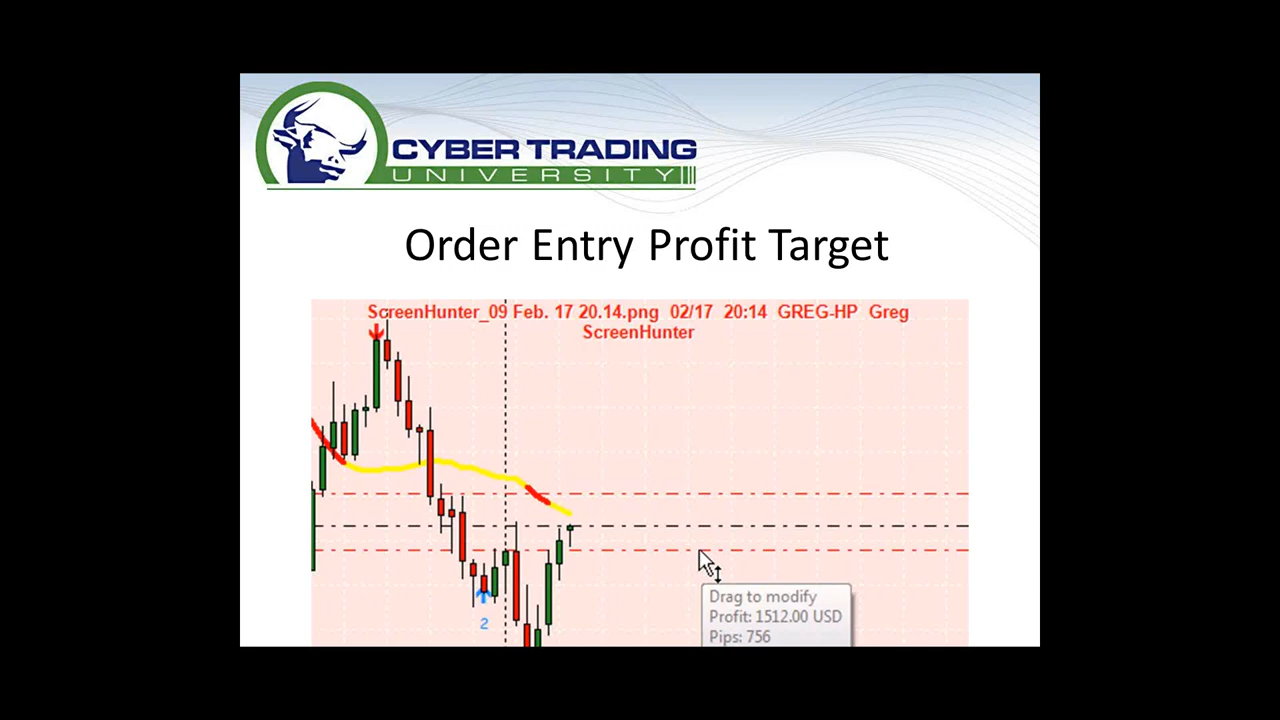 CYBER TRADING
UNIVERSITY
Order Entry Profit Target
ScreenHunter_09 Feb. 17 20.14.png 02/17 20:14 GREG-HP Greg
ScreenHunter
2
Drag to modify
Profit: 1512.00 USD
Pips: 756